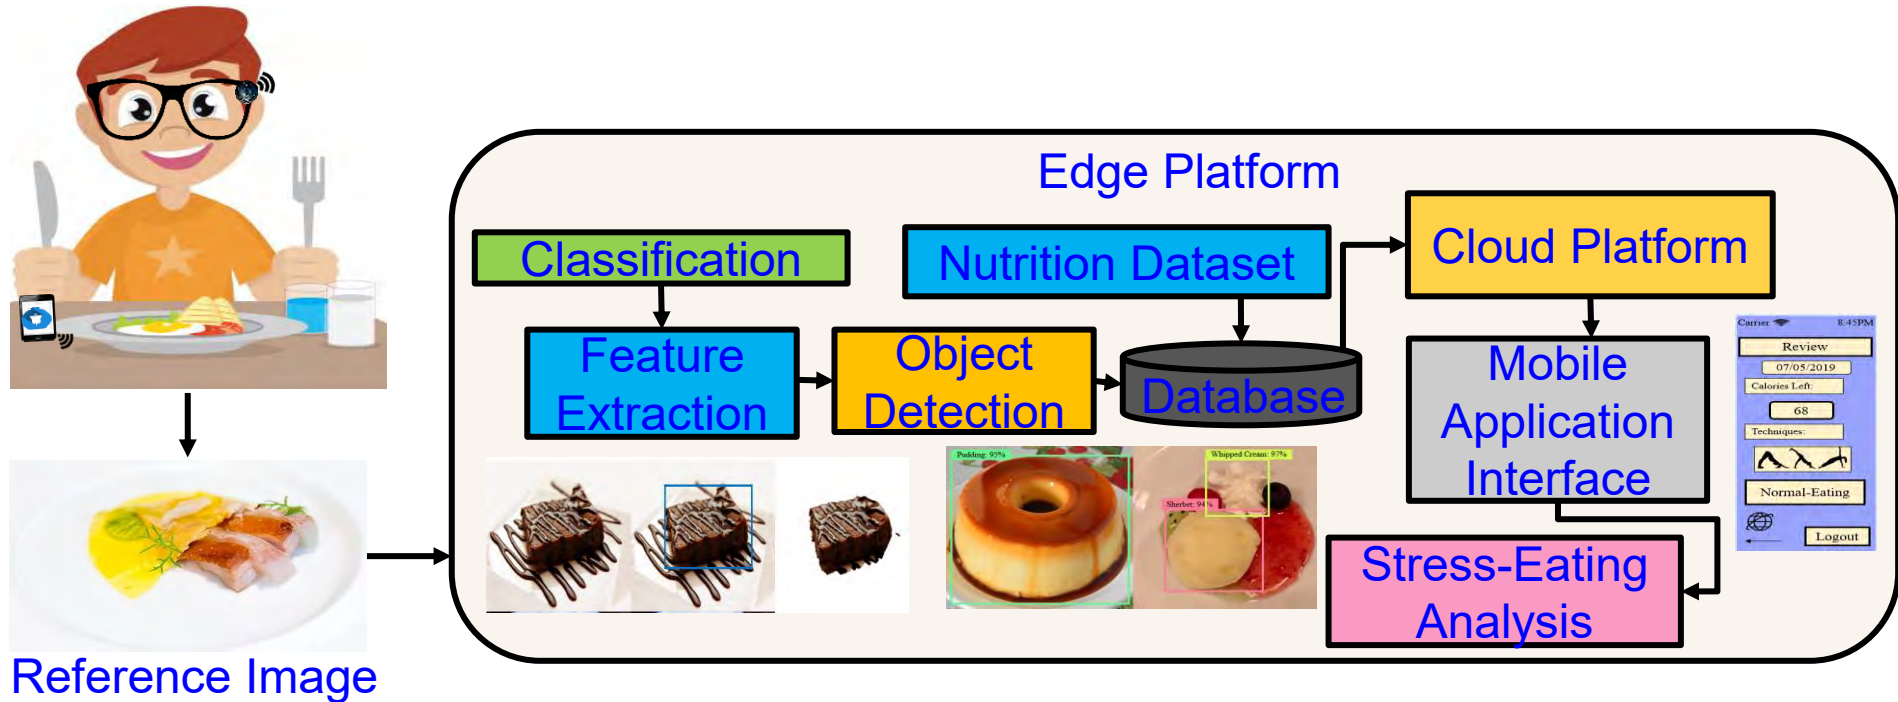 Edge Platform
Classification
Nutrition Dataset
Cloud Platform
Feature
Extraction
Object
Detection
Database
Mobile
Application
Interface
Stress-Eating
Analysis
Pudding: 95%
Whipped Cream: 97%
Sherbet: 94%
Carrier 8:45PM
Review
07/05/2019
Calories Left:
68
Techniques:
Normal-Eating
Logout
Reference Image